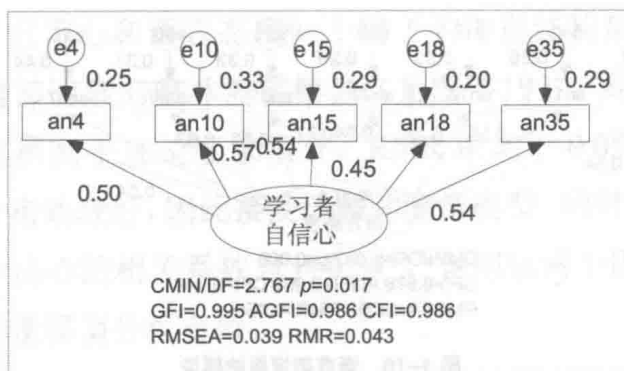 e4 e10 e15 e18 e35
0.25 0.33 0.29 0.20 0.29
an4 an10 an15 an18 an35
0.57 0.54
0.50 0.45 0.54
学习者
自信心
CMIN/DF=2.767 p=0.017
GFI=0.995 AGFI=0.986 CFI=0.986
RMSEA=0.039 RMR=0.043